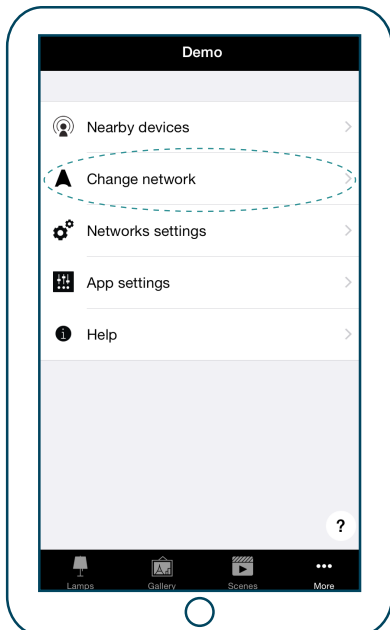 Demo
Nearby devices
Change network
Networks settings
App settings
Help
?
Lamps Gallery Scenes More